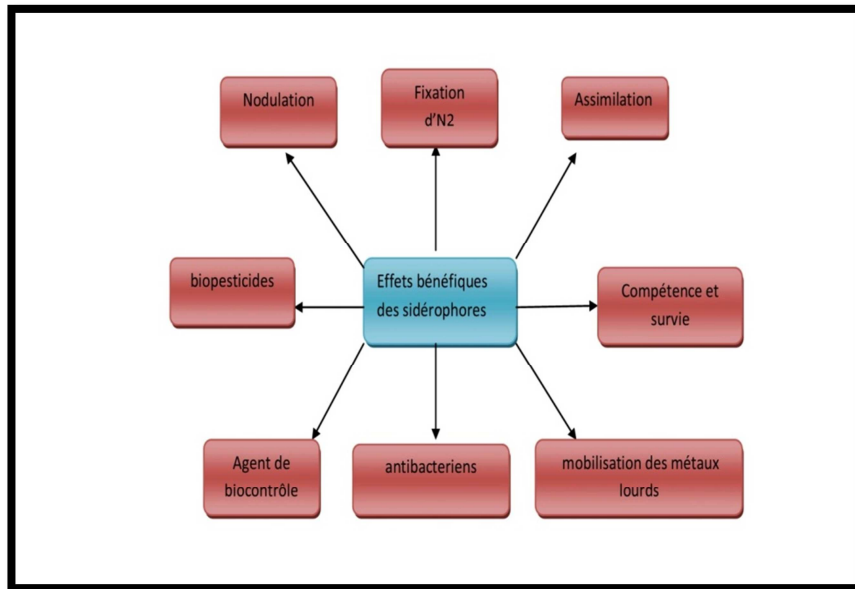 Nodulation
Fixation
d'N2
Assimilation
biopesticides
Effets bénéfiques
des sidérophores
Compétence et
survie
Agent de
biocontrôle
antibacteriens
mobilisation des métaux
lourds